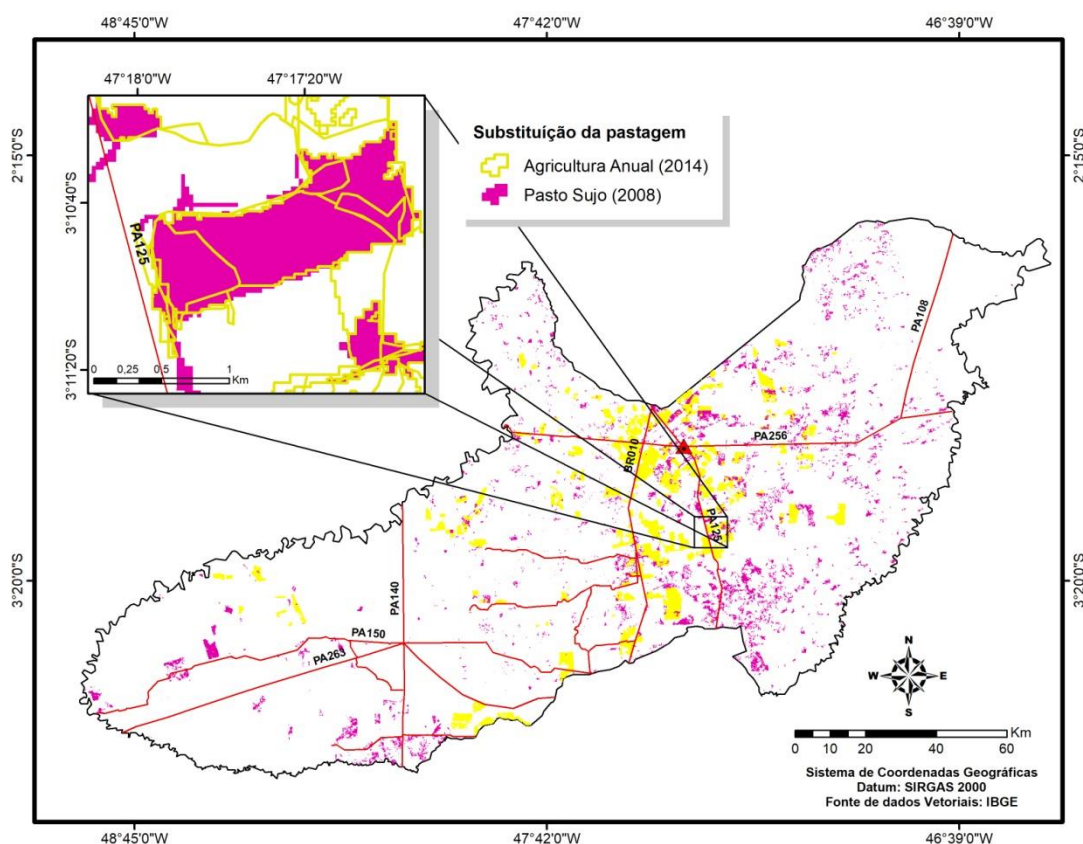 48°45'0"W
47°42'0"W
46°39'0"W
47°18'0"W
47°17'20"W
Substituíção da pastagem
Agricultura Anual (2014)
Pasto Sujo (2008)
2°15'0"S
2°15'0"S
3°10'40"S
3°11'20"S
PA125
0 0,25 0,5 1
Km
PA108
PA256
BR010
PA125
PA140
PA150
PA263
3°20'0"S
3°20'0"S
N
W E
S
0 5 10 20 40 60
Km
Sistema de Coordenadas Geográficas
Datum: SIRGAS 2000
Fonte de dados Vetoriais: IBGE
48°45'0"W
47°42'0"W
46°39'0"W